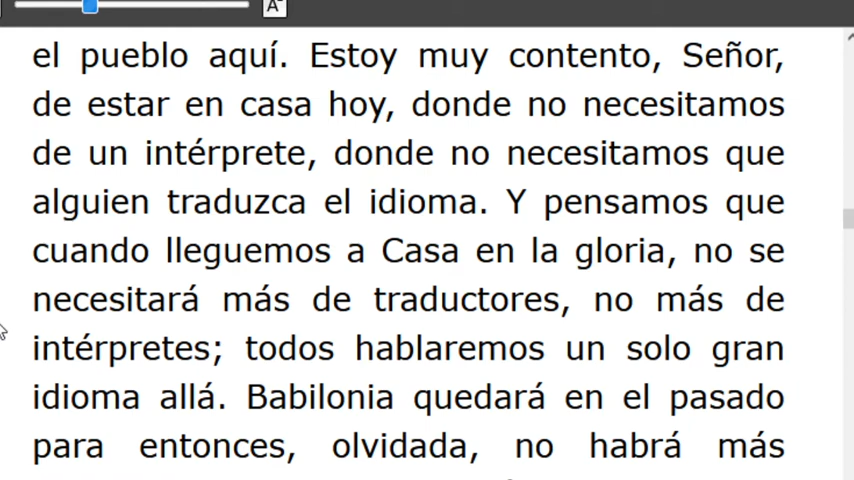 A
el pueblo aquí. Estoy muy contento, Señor,
de estar en casa hoy, donde no necesitamos
de un intérprete, donde no necesitamos que
alguien traduzca el idioma. Y pensamos que
cuando lleguemos a Casa en la gloria, no se
necesitará más de traductores, no más de
intérpretes; todos hablaremos un solo gran
idioma allá. Babilonia quedará en el pasado
para entonces, olvidada, no habrá más